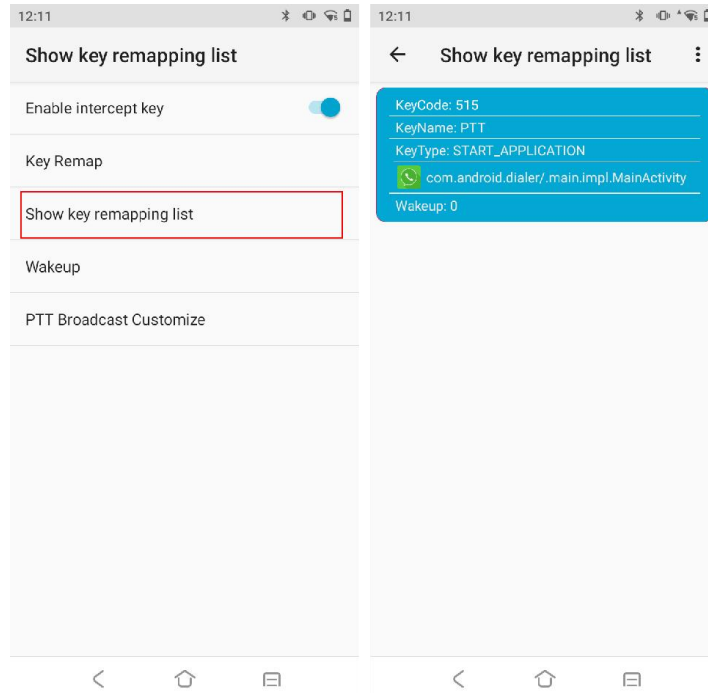 12:11
Show key remapping list
Enable intercept key
Key Remap
Show key remapping list
Wakeup
PTT Broadcast Customize
12:11
Show key remapping list
KeyCode: 515
KeyName: PTT
KeyType: START_APPLICATION
com.android.dialer/.main.impl.MainActivity
Wakeup: 0